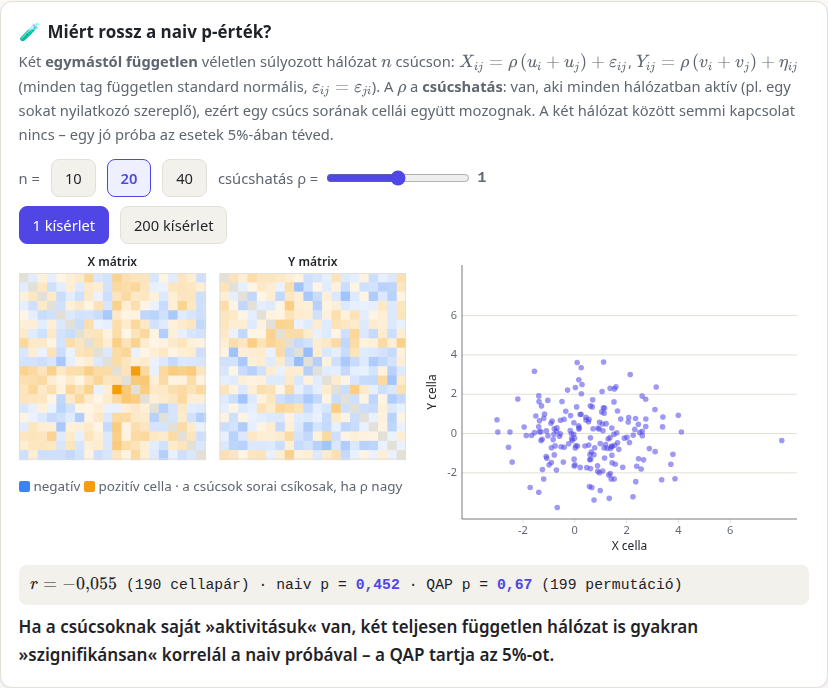 🧪 Miért rossz a naiv p-érték?
Két egymástól független véletlen súlyozott hálózat n csúcson: X_ij = ρ (u_i + u_j) + ε_ij, Y_ij = ρ (v_i + v_j) + η_ij
(minden tag független standard normális, ε_ij = ε_ji). A ρ a csúcshatás: van, aki minden hálózatban aktív (pl. egy
sokat nyilatkozó szereplő), ezért egy csúcs sorának cellái együtt mozognak. A két hálózat között semmi kapcsolat
nincs – egy jó próba az esetek 5%-ában téved.
n = 10 20 40 csúcshatás ρ = 1
1 kísérlet 200 kísérlet
X mátrix Y mátrix
negatív pozitív cella · a csúcsok sorai csíkosak, ha ρ nagy
Y cella
6
4
2
0
-2
-2 0 2 4 6
X cella
r = −0,055 (190 cellapár) · naiv p = 0,452 · QAP p = 0,67 (199 permutáció)
Ha a csúcsoknak saját »aktivitásuk« van, két teljesen független hálózat is gyakran
»szignifikánsan« korrelál a naiv próbával – a QAP tartja az 5%-ot.